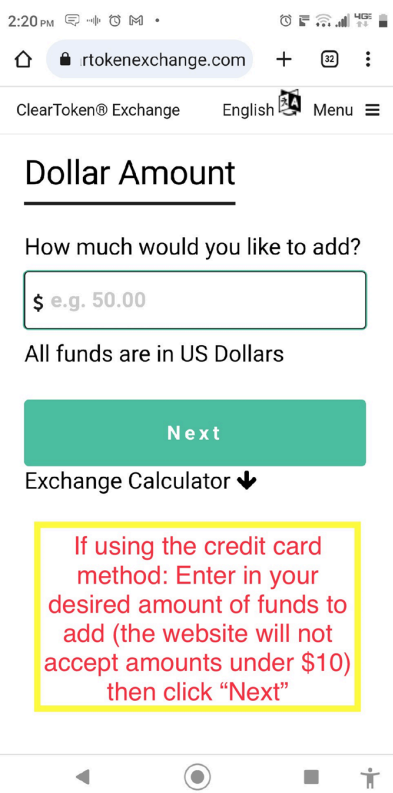 2:20 PM
4GE
rtokenexchange.com
32
ClearToken® Exchange English Menu
Dollar Amount
How much would you like to add?
$ e.g. 50.00
All funds are in US Dollars
Next
Exchange Calculator
If using the credit card
method: Enter in your
desired amount of funds to
add (the website will not
accept amounts under $10)
then click “Next”